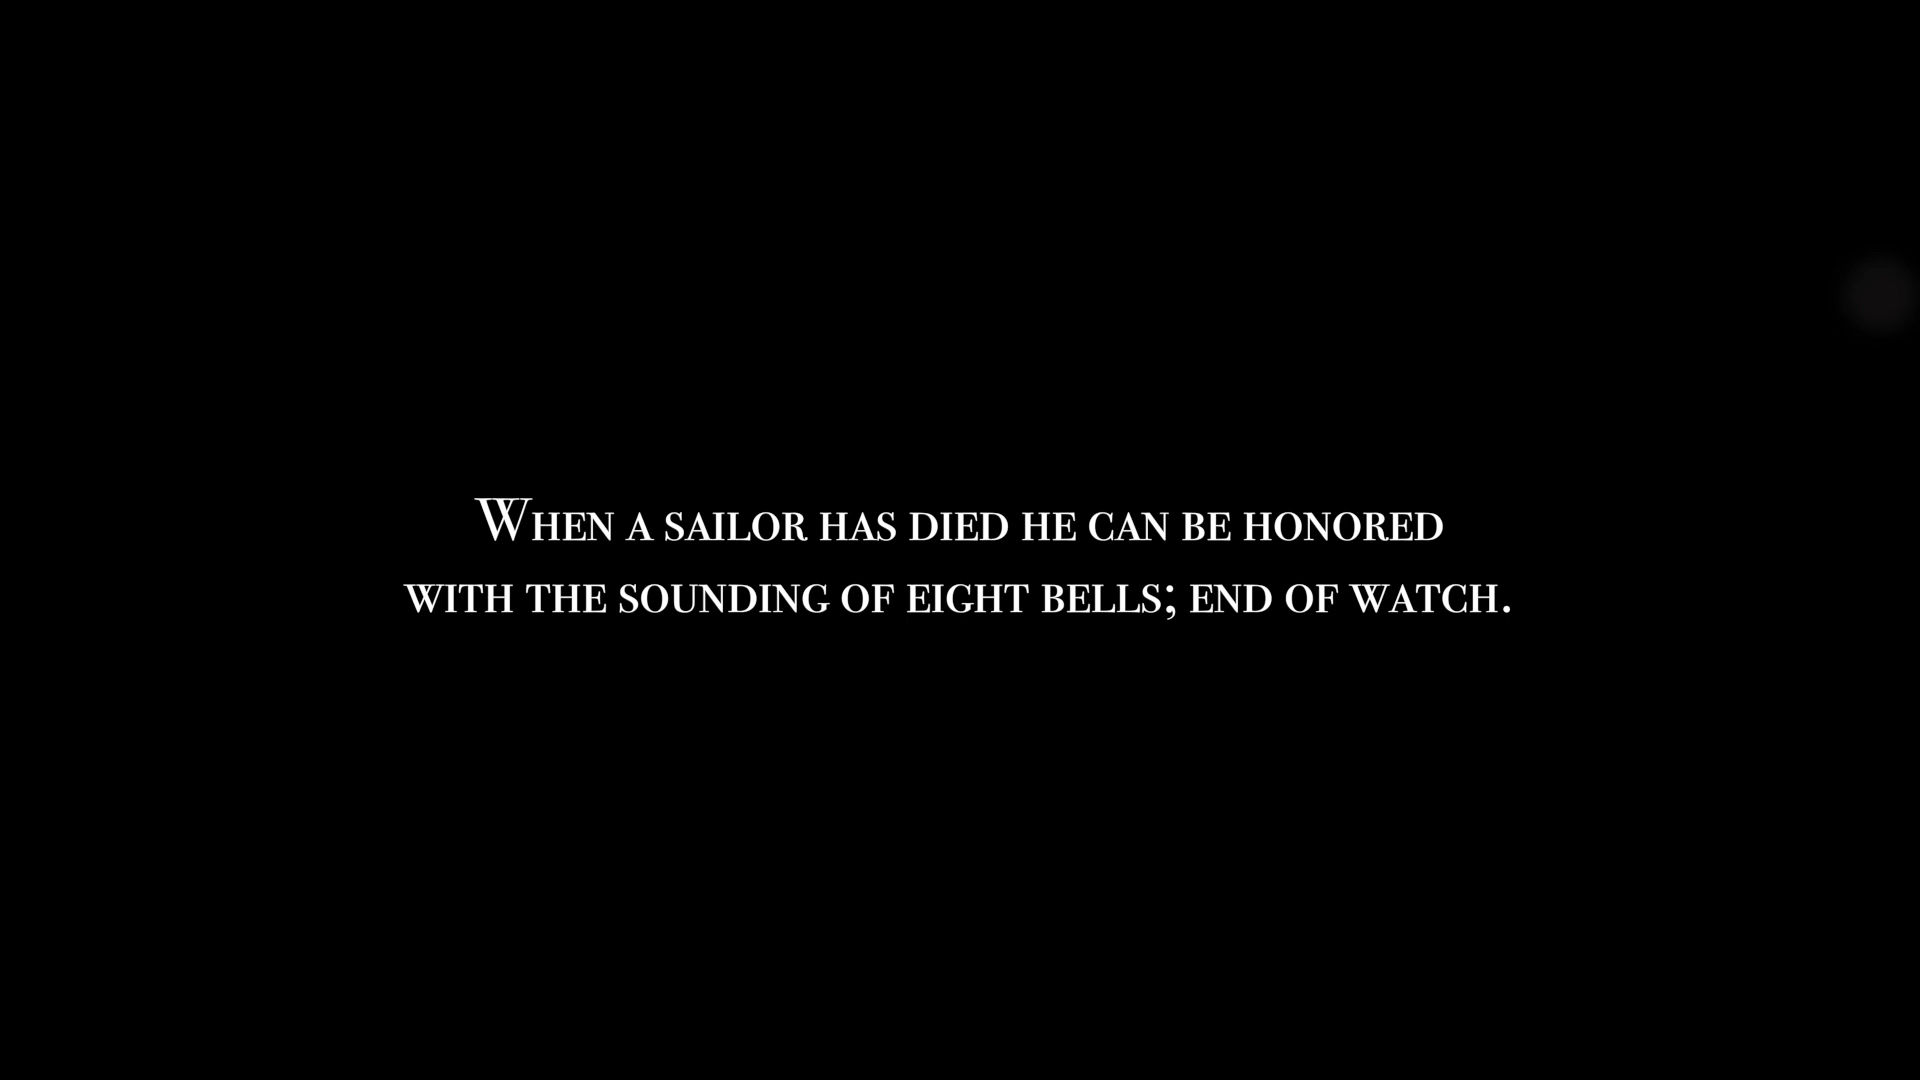 When a sailor has died he can be honored
with the sounding of eight bells; end of watch.